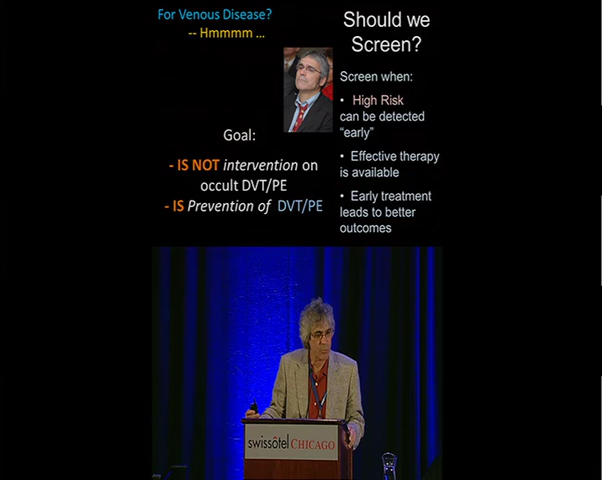 For Venous Disease?
-- Hmmmm ...
Should we
Screen?
Screen when:
• High Risk
can be detected
“early”
• Effective therapy
is available
• Early treatment
leads to better
outcomes
Goal:
- IS NOT intervention on
occult DVT/PE
- IS Prevention of DVT/PE
swissôtel CHICAGO